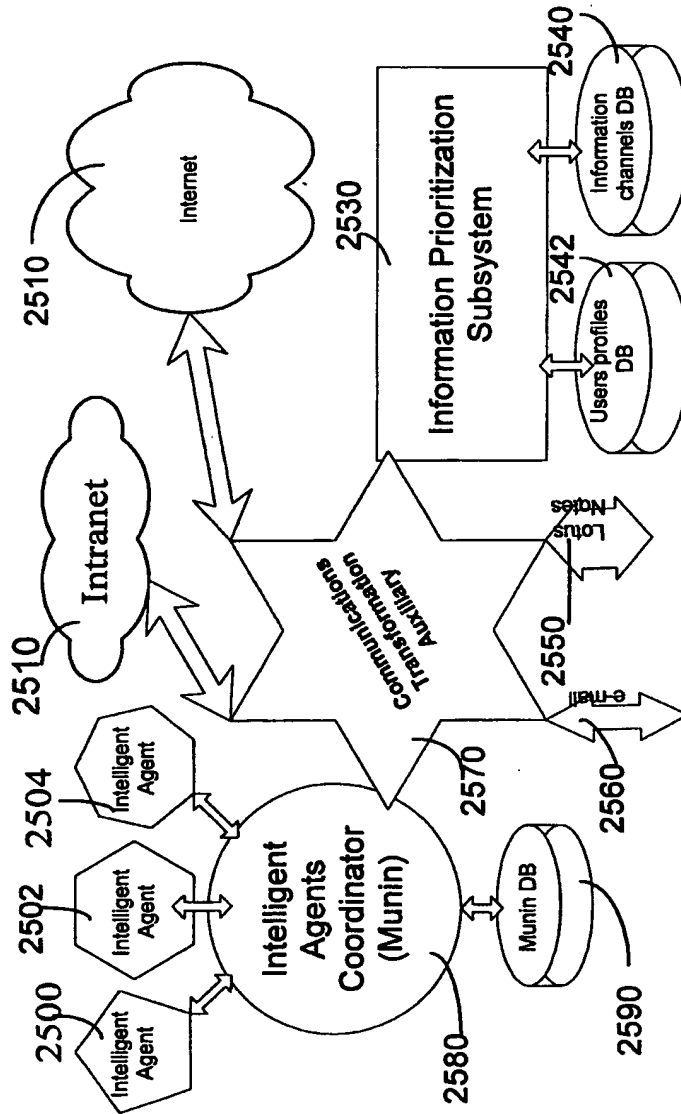 2500
2502
2504
Intelligent
Agent
Intelligent
Agent
Intelligent
Agent
2510
Intranet
2510
Internet
Intelligent
Agents
Coordinator
(Munin)
2580
Communications
Transformation
Auxiliary
2570
2530
Information Prioritization
Subsystem
Munin DB
2590
e-mail
2560
Lotus
Notes
2550
Users profiles
DB
2542
Information
channels DB
2540